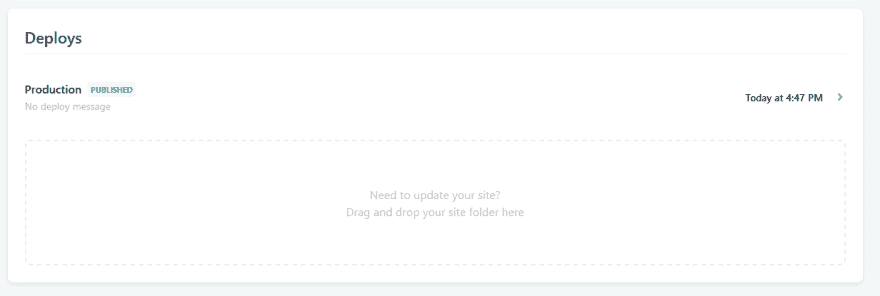 Deploys
Production PUBLISHED
No deploy message
Today at 4:47 PM
Need to update your site?
Drag and drop your site folder here